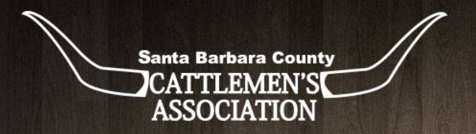 Santa Barbara County
CATTLEMEN'S
ASSOCIATION